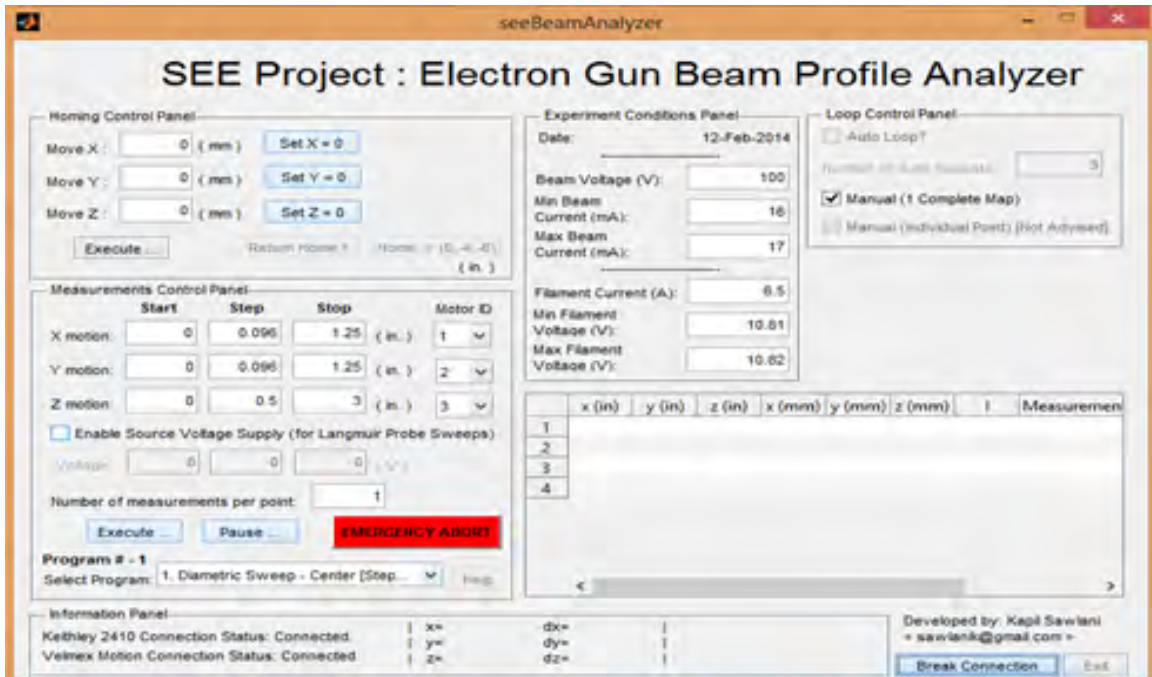 seeBeamAnalyzer
SEE Project : Electron Gun Beam Profile Analyzer
Homing Control Panel
Move X : 0 ( mm ) Set X = 0
Move Y : 0 ( mm ) Set Y = 0
Move Z : 0 ( mm ) Set Z = 0
Execute ... Return Home ! Home
( in. )
Measurements Control Panel
Start Step Stop Motor ID
X motion: 0 0.096 1.25 ( in. ) 1
Y motion: 0 0.096 1.25 ( in. ) 2
Z motion: 0 0.5 3 ( in. ) 3
Enable Source Voltage Supply (for Langmuir Probe Sweeps)
Voltage: 0 0 0 ( V )
Number of measurements per point: 1
Execute ... Pause ... EMERGENCY ABORT
Program # - 1
Select Program: 1. Diametric Sweep - Center [Step... Help
Experiment Conditions Panel
Date: 12-Feb-2014
Beam Voltage (V): 100
Min Beam
Current (mA): 16
Max Beam
Current (mA): 17
Filament Current (A): 6.5
Min Filament
Voltage (V): 10.81
Max Filament
Voltage (V): 10.82
Loop Control Panel
Auto Loop?
Number of 3
Manual (1 Complete Map)
Manual (Individual Point) [Not Advised]
x (in) y (in) z (in) x (mm) y (mm) z (mm) I Measuremen
1
2
3
4
Information Panel
Keithley 2410 Connection Status: Connected. | x= dx= |
Velmex Motion Connection Status: Connected | y= dy= |
| z= dz= |
Developed by: Kapil Sawlani
< sawlanik@gmail.com >
Break Connection Exit